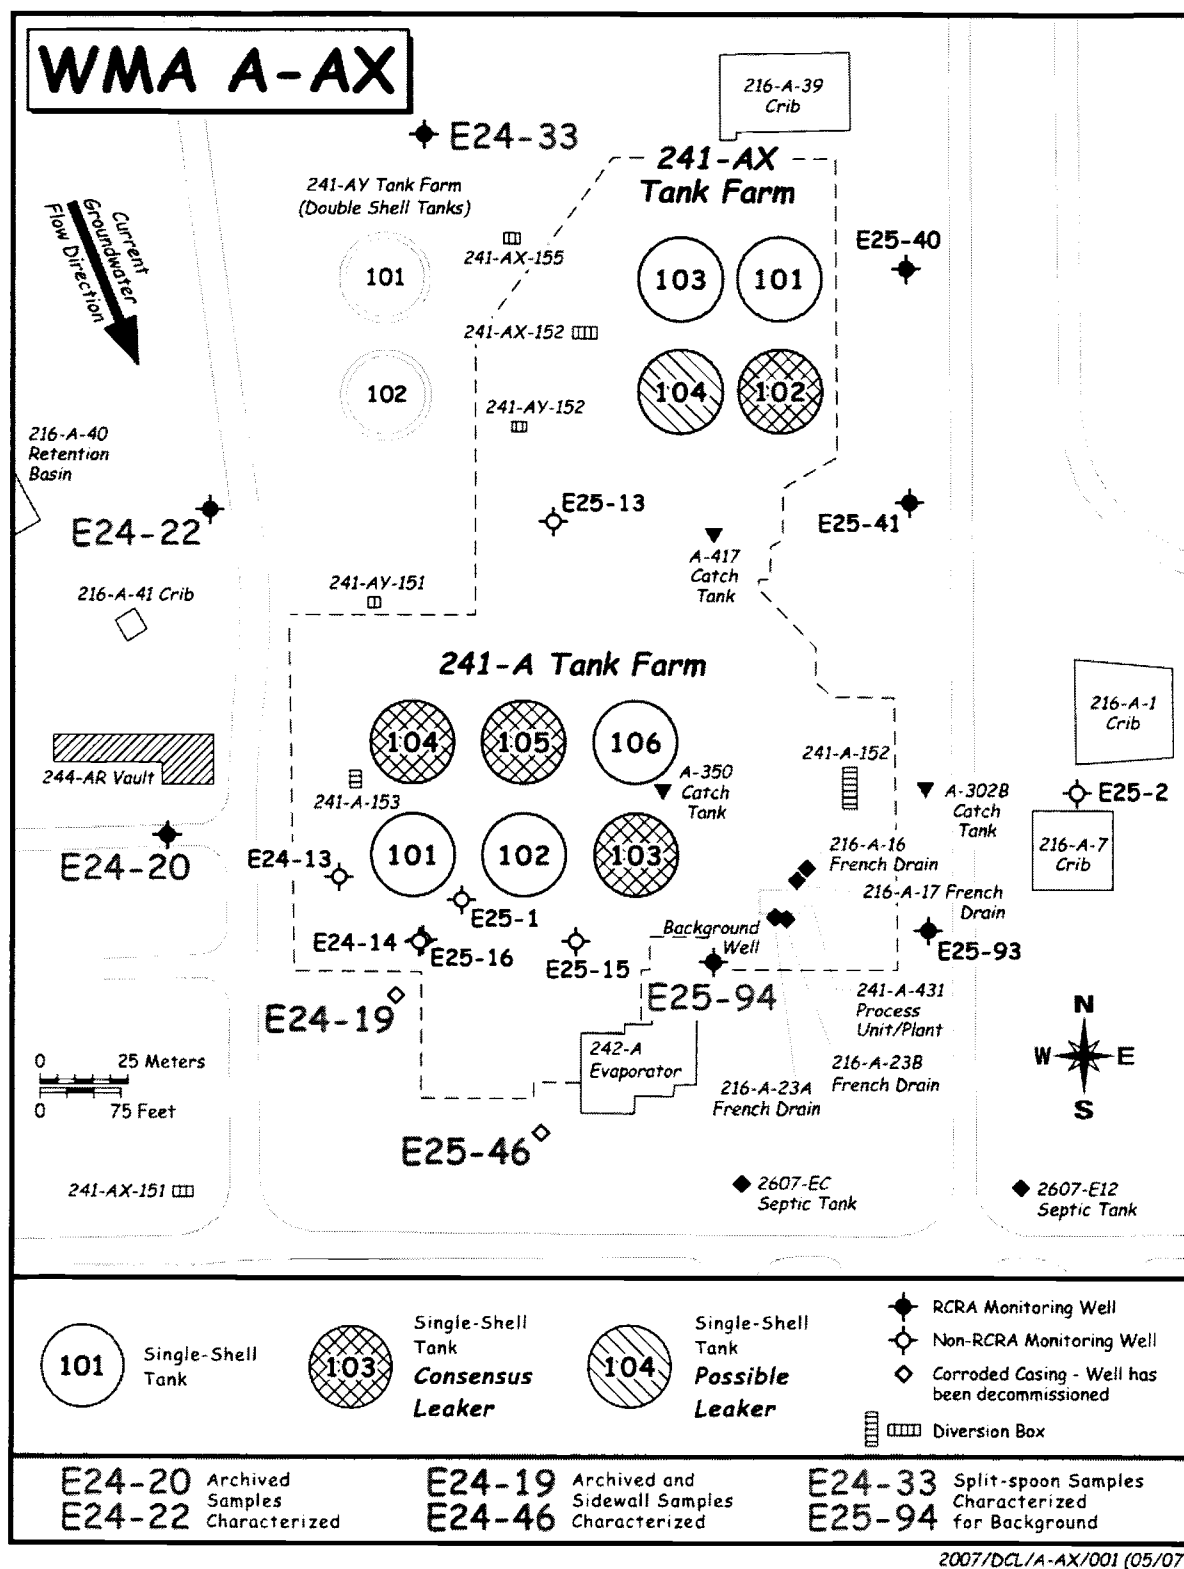 WMA A-AX
216-A-39
Crib
E24-33
241-AX
Tank Farm
241-AY Tank Farm
(Double Shell Tanks)
Current
Groundwater
Flow Direction
241-AX-155
E25-40
101
103
101
241-AX-152
102
104
102
241-AY-152
216-A-40
Retention
Basin
E24-22
E25-13
E25-41
A-417
Catch
Tank
241-AY-151
216-A-41 Crib
241-A Tank Farm
216-A-1
Crib
104
105
106
244-AR Vault
241-A-153
A-350
Catch
Tank
241-A-152
A-302B
Catch
Tank
E25-2
E24-20
E24-13
101
102
103
216-A-16
French Drain
216-A-7
Crib
216-A-17 French
Drain
E25-1
E24-14
E25-16
E25-15
Background
Well
E25-93
E24-19
E25-94
241-A-431
Process
Unit/Plant
N
W
E
S
0
25 Meters
0
75 Feet
242-A
Evaporator
216-A-23B
French Drain
216-A-23A
French Drain
E25-46
241-AX-151
2607-EC
Septic Tank
2607-E12
Septic Tank
101
Single-Shell
Tank
103
Single-Shell
Tank
Consensus
Leaker
104
Single-Shell
Tank
Possible
Leaker
RCRA Monitoring Well
Non-RCRA Monitoring Well
Corroded Casing - Well has
been decommissioned
Diversion Box
E24-20
E24-22
Archived
Samples
Characterized
E24-19
E24-46
Archived and
Sidewall Samples
Characterized
E24-33
E25-94
Split-spoon Samples
Characterized
for Background
2007/DCL/A-AX/001 (05/07